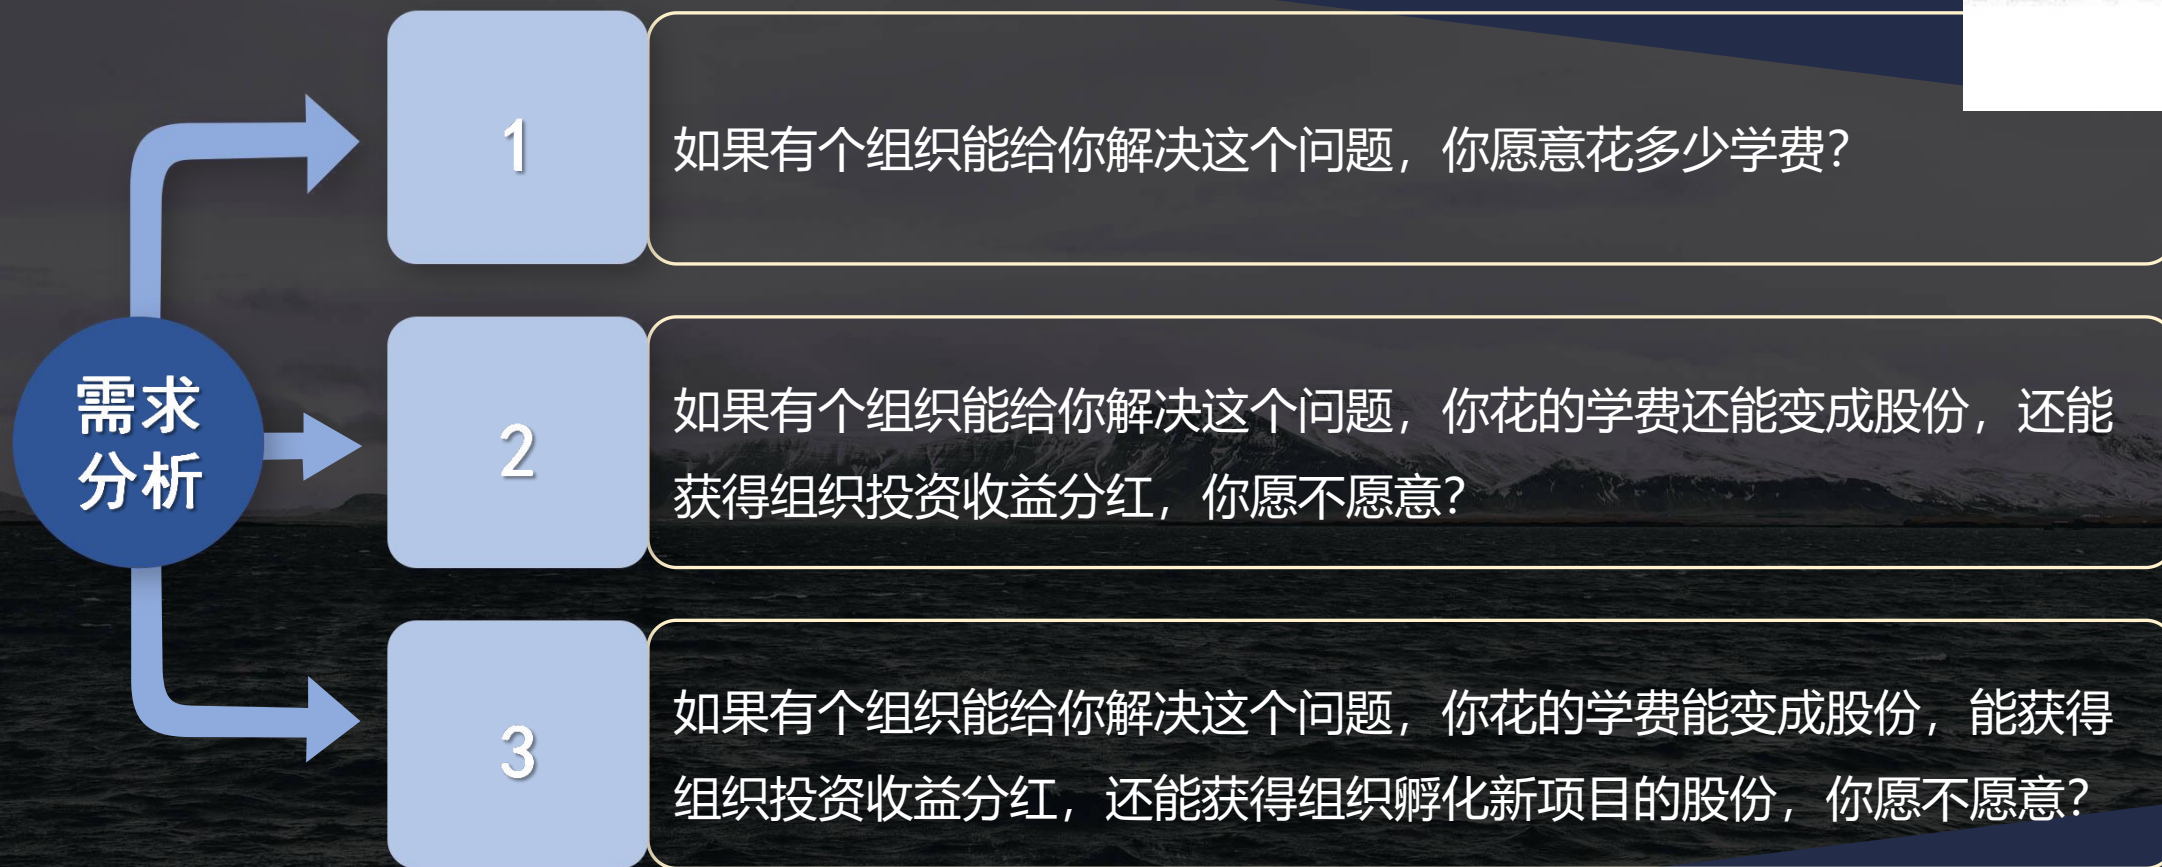 需求
分析
1
如果有个组织能给你解决这个问题，你愿意花多少学费？
2
如果有个组织能给你解决这个问题，你花的学费还能变成股份，还能
获得组织投资收益分红，你愿不愿意？
3
如果有个组织能给你解决这个问题，你花的学费能变成股份，能获得
组织投资收益分红，还能获得组织孵化新项目的股份，你愿不愿意？